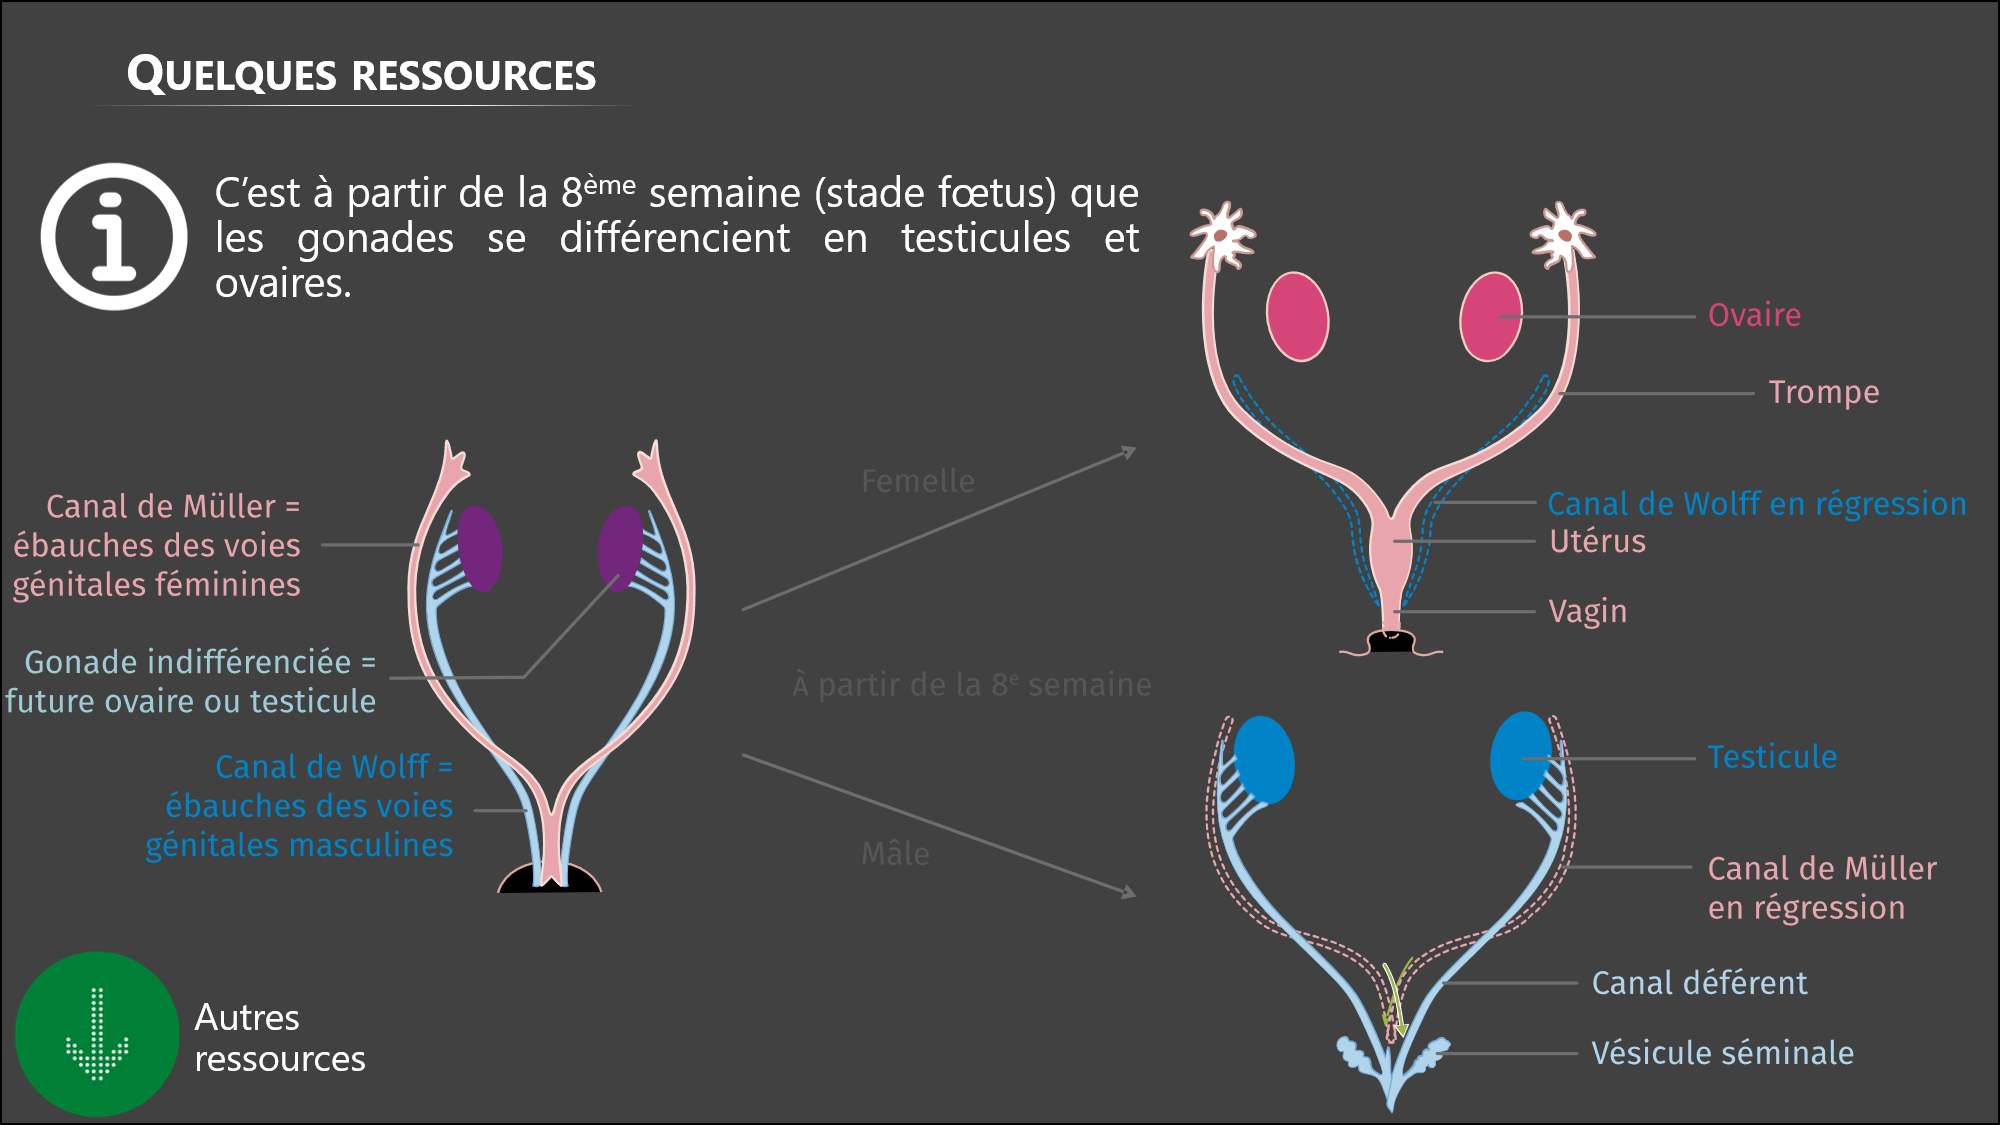 QUELQUES RESSOURCES
C’est à partir de la 8ème semaine (stade fœtus) que
les gonades se différencient en testicules et
ovaires.
Canal de Müller =
ébauches des voies
génitales féminines
Gonade indifférenciée =
future ovaire ou testicule
Canal de Wolff =
ébauches des voies
génitales masculines
Femelle
À partir de la 8e semaine
Mâle
Ovaire
Trompe
Canal de Wolff en régression
Utérus
Vagin
Testicule
Canal de Müller
en régression
Canal déférent
Vésicule séminale
Autres
ressources